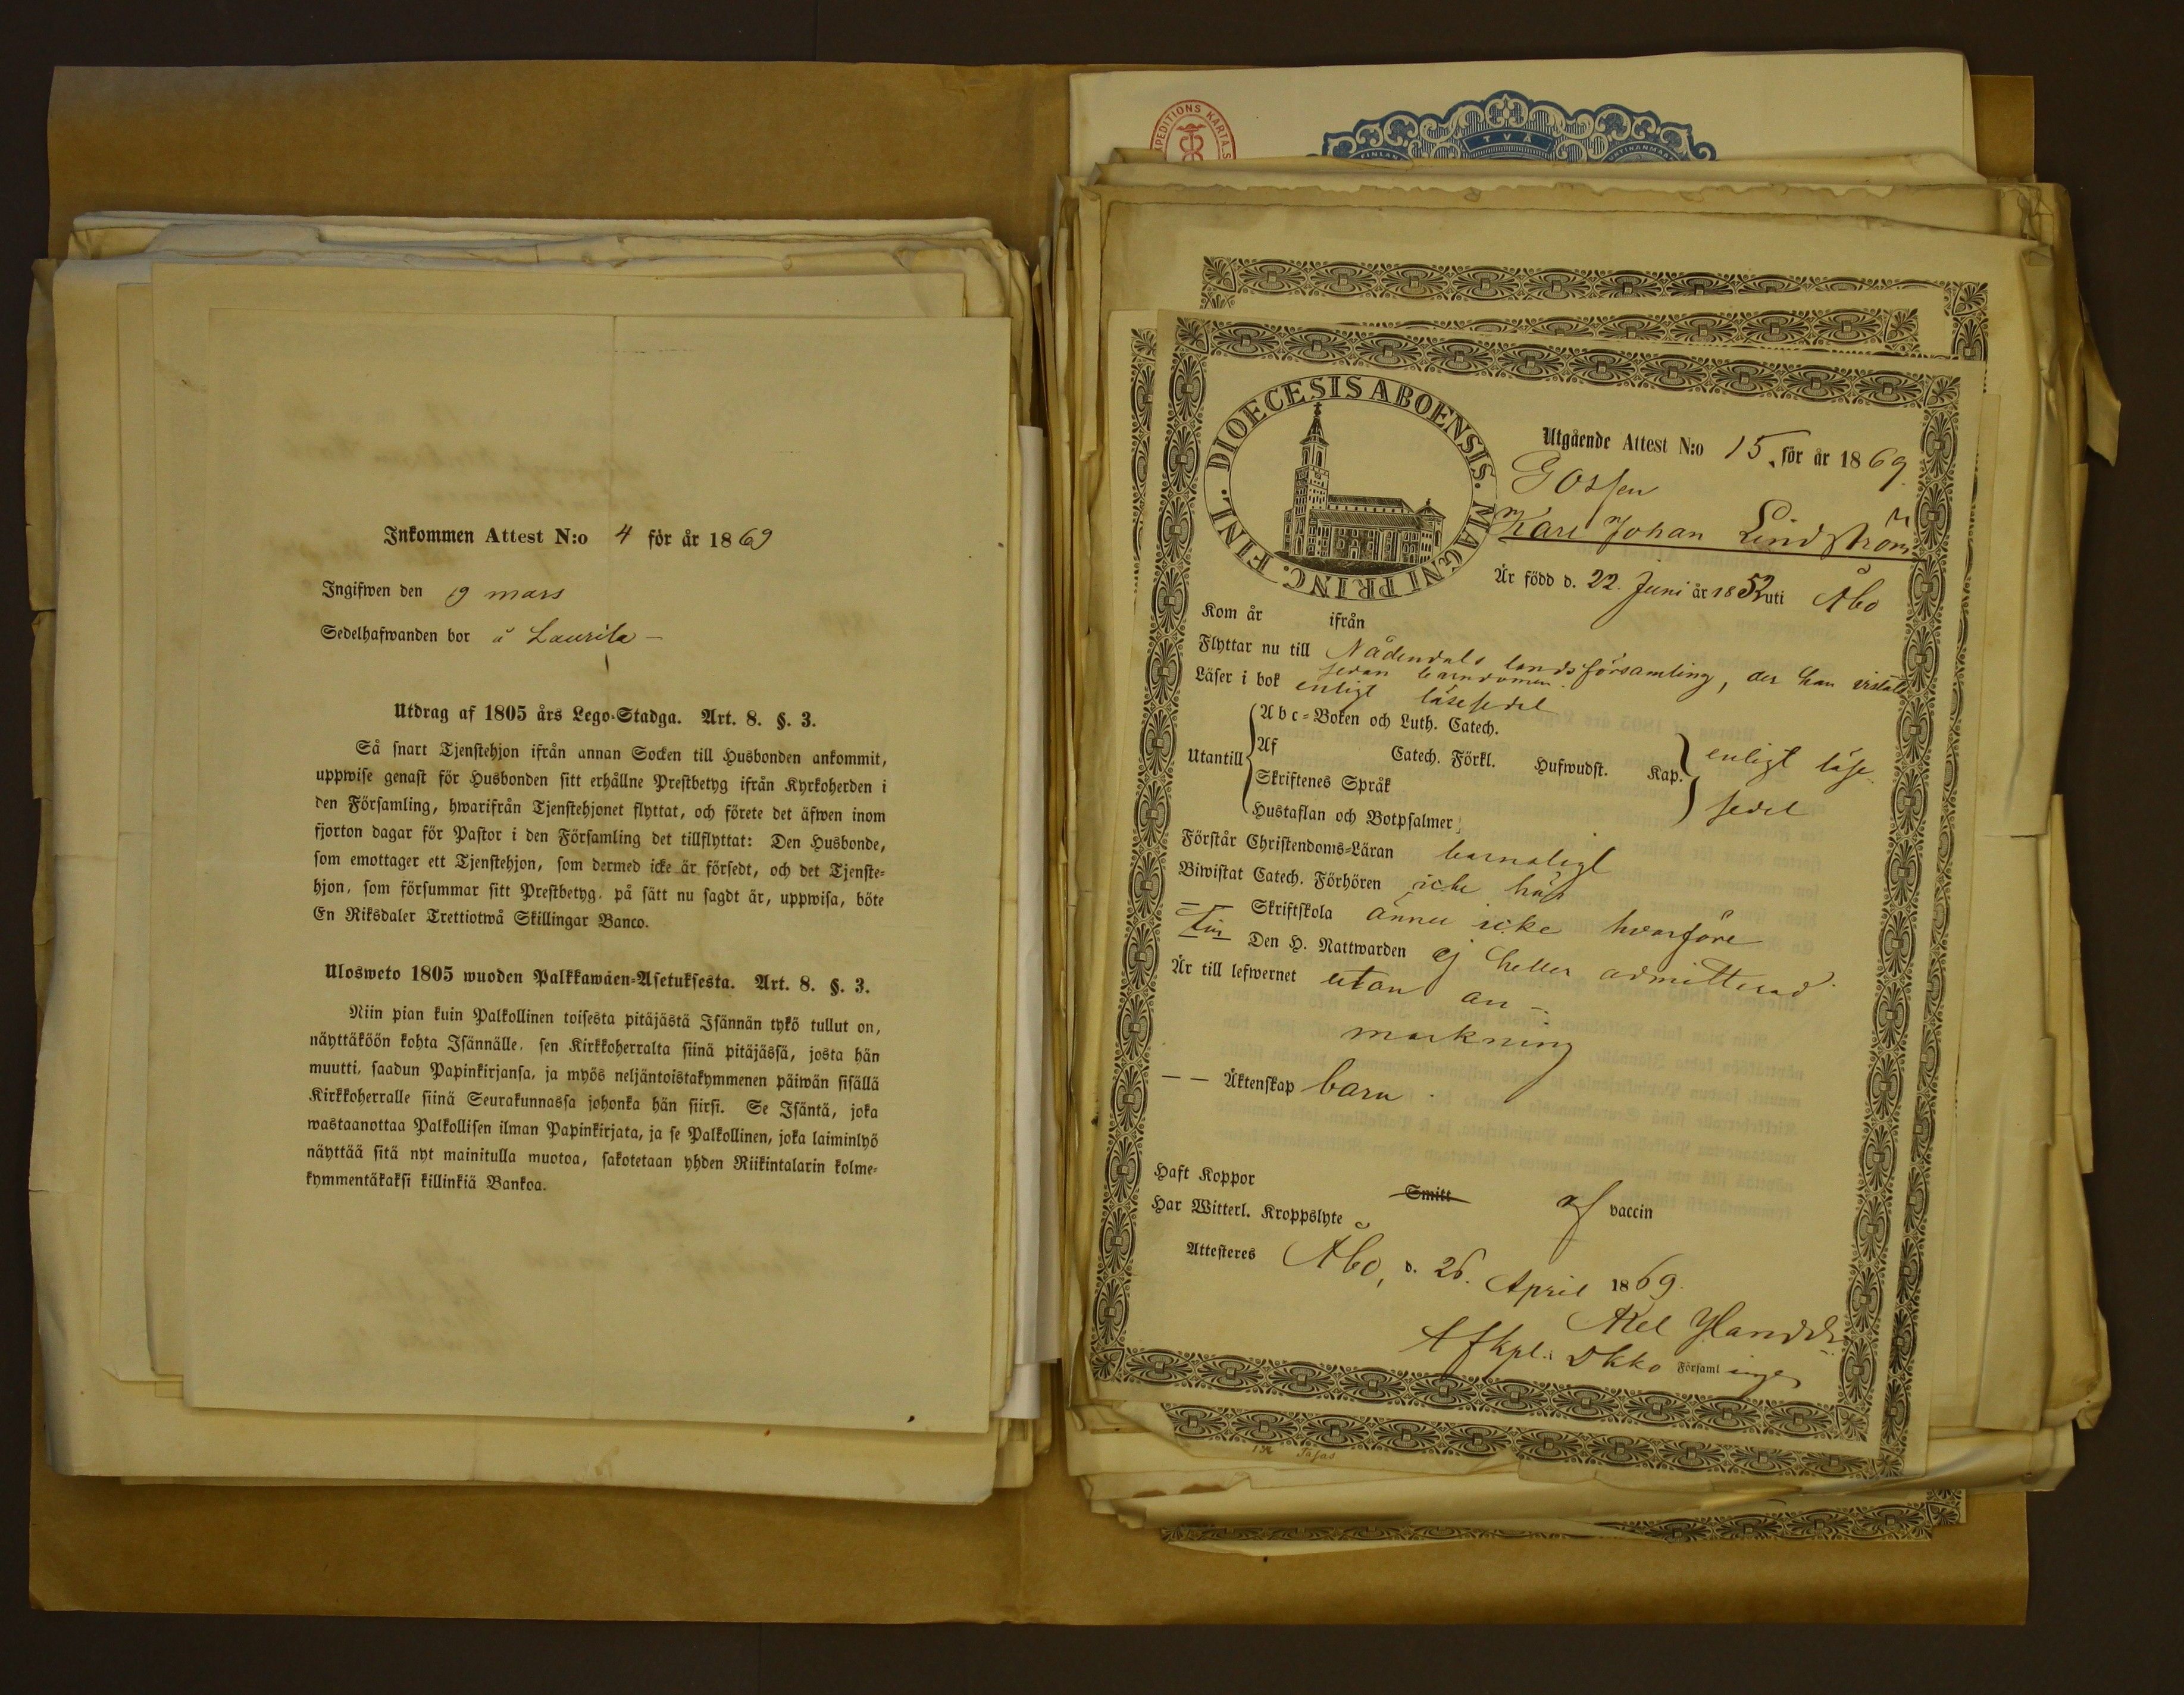 Inkommen Attest N:o 4 för år 1869
Ingifwen den 9 mars
Sedelhafwanden bor å Laurila
Utdrag af 1805 års Lego-Stadga. Art. 8. §. 3.
Så snart Tjenstehjon ifrån annan Socken till Husbonden ankommit,
uppwise genast för Husbonden sitt erhållne Prestbetyg ifrån Kyrkoherden i
den Församling, hwarifrån Tjenstehjonet flyttat, och förete det äfwen inom
fjorton dagar för Pastor i den Församling det tillflyttat: Den Husbonde,
som emottager ett Tjenstehjon, som dermed icke är försedt, och det Tjenste-
hjon, som försummar sitt Prestbetyg, på sätt nu sagdt är, uppwisa, böte
En Riksdaler Trettiotwå Skillingar Banco.
Ulosweto 1805 wuoden Palkkawäen-Asetuksesta. Art. 8. §. 3.
Niin pian kuin Palkollinen toisesta pitäjästä Isännän tykö tullut on,
näyttäköön kohta Isännälle, sen Kirkkoherralta siinä pitäjässä, josta hän
muutti, saadun Papinkirjansa, ja myös neljäntoistakymmenen päiwän sisällä
Kirkkoherralle siinä Seurakunnassa johonka hän siirsi. Se Isäntä, joka
wastaanottaa Palkollisen ilman Papinkirjata, ja se Palkollinen, joka laiminlyö
näyttää sitä nyt mainitulla muotoa, sakotetaan yhden Riikintalarin kolme-
kymmentäkaksi killinkiä Bankoa.
EXPEDITIONS KARTA
TVÅ
DIOECESIS ABOENSIS. MAGNI PRINC. FINL.
Utgående Attest N:o 15. för år 1869.
Gossen
Karl Johan Lindström
Är född d. 22. Juni år 1852 uti Åbo
Kom år ifrån
Flyttar nu till Nådendals landsförsamling, der han vistats
sedan barndomen.
Läser i bok enligt läsesedel
Utantill
Abc-Boken och Luth. Catech.
Af Catech. Förkl. Hufwudst. Kap.
Skriftenes Språk
Hustaflan och Botpsalmer
enligt läse-
sedel
Förstår Christendoms-Läran barnsligt
Biwistat Catech. Förhören icke här
— — Skriftskola ännu icke hvarföre
Den H. Nattwarden ej heller admitterad.
Är till lefwernet utan an-
märkning
— — Äktenskap barn.
Haft Koppor Smitt af vaccin
Har Witterl. Kroppslyte
Attesteres Åbo, d. 26. April 1869.
Församl